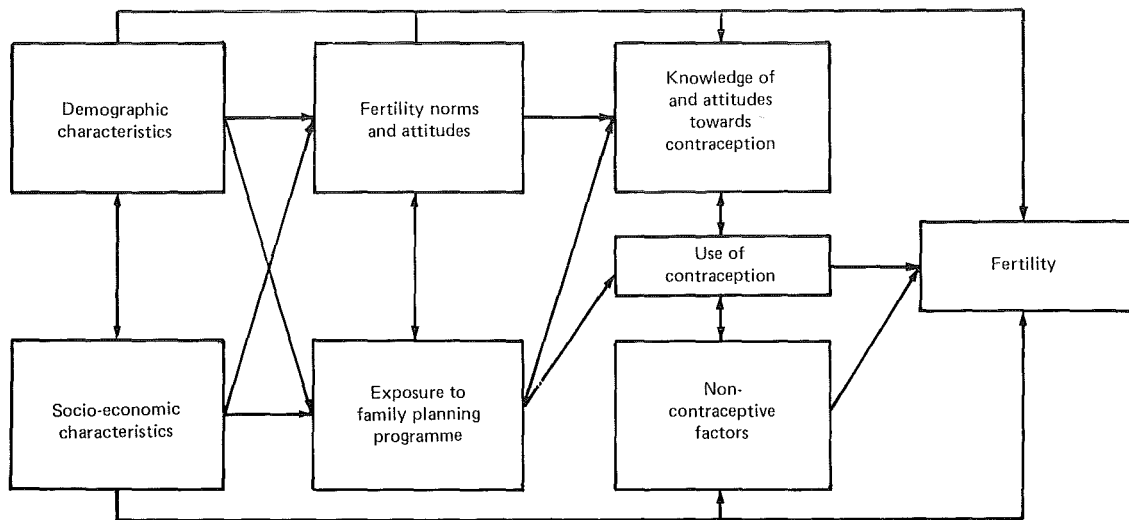 Demographic
characteristics
Fertility norms
and attitudes
Knowledge of
and attitudes
towards
contraception
Use of
contraception
Fertility
Socio-economic
characteristics
Exposure to
family planning
programme
Non-
contraceptive
factors